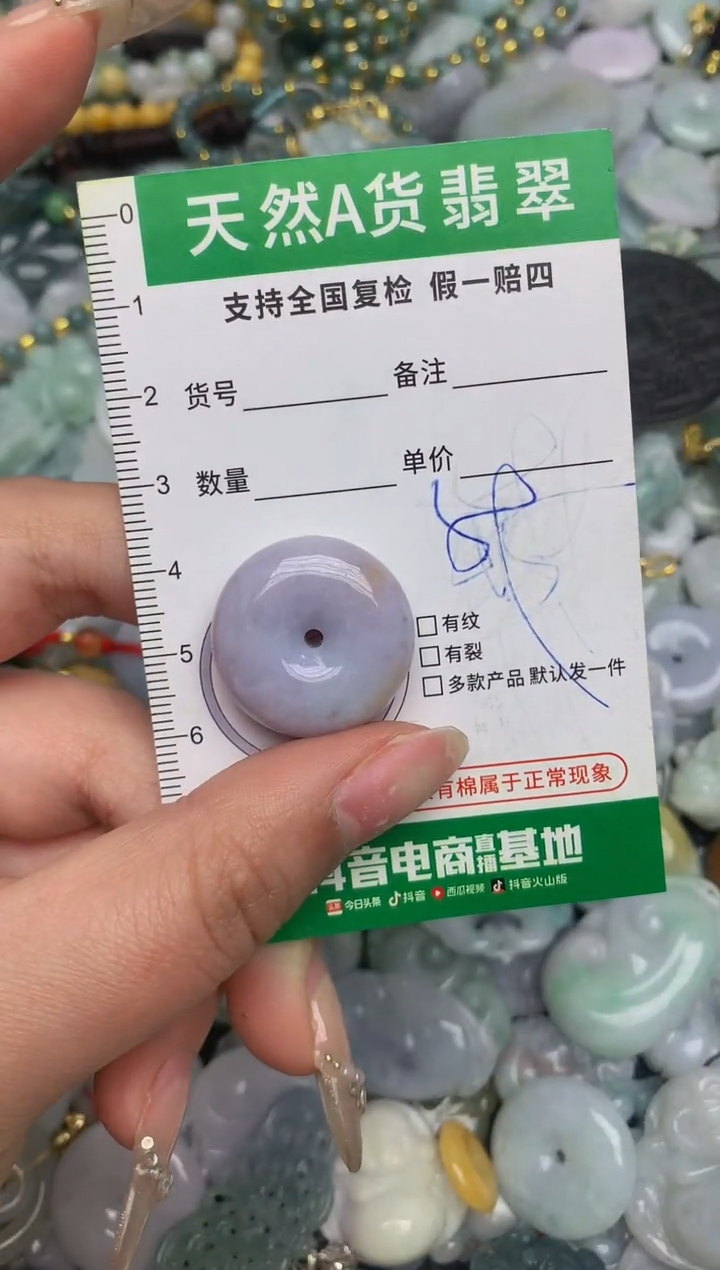 天然A货翡翠
支持全国复检 假一赔四
0
1
2
3
4
5
6
货号 备注
数量 单价
有纹
有裂
多款产品 默认发一件
有棉属于正常现象
抖音电商直播基地
头条 今日头条 抖音 西瓜视频 抖音火山版